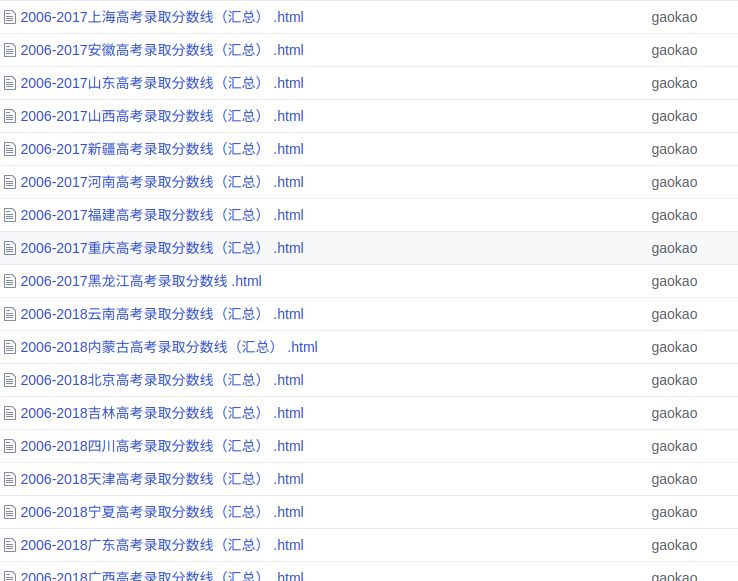 2006-2017上海高考录取分数线（汇总） .html gaokao
2006-2017安徽高考录取分数线（汇总） .html gaokao
2006-2017山东高考录取分数线（汇总） .html gaokao
2006-2017山西高考录取分数线（汇总） .html gaokao
2006-2017新疆高考录取分数线（汇总） .html gaokao
2006-2017河南高考录取分数线（汇总） .html gaokao
2006-2017福建高考录取分数线（汇总） .html gaokao
2006-2017重庆高考录取分数线（汇总） .html gaokao
2006-2017黑龙江高考录取分数线 .html gaokao
2006-2018云南高考录取分数线（汇总） .html gaokao
2006-2018内蒙古高考录取分数线（汇总） .html gaokao
2006-2018北京高考录取分数线（汇总） .html gaokao
2006-2018吉林高考录取分数线（汇总） .html gaokao
2006-2018四川高考录取分数线（汇总） .html gaokao
2006-2018天津高考录取分数线（汇总） .html gaokao
2006-2018宁夏高考录取分数线（汇总） .html gaokao
2006-2018广东高考录取分数线（汇总） .html gaokao
2006-2018广西高考录取分数线（汇总） .html gaokao